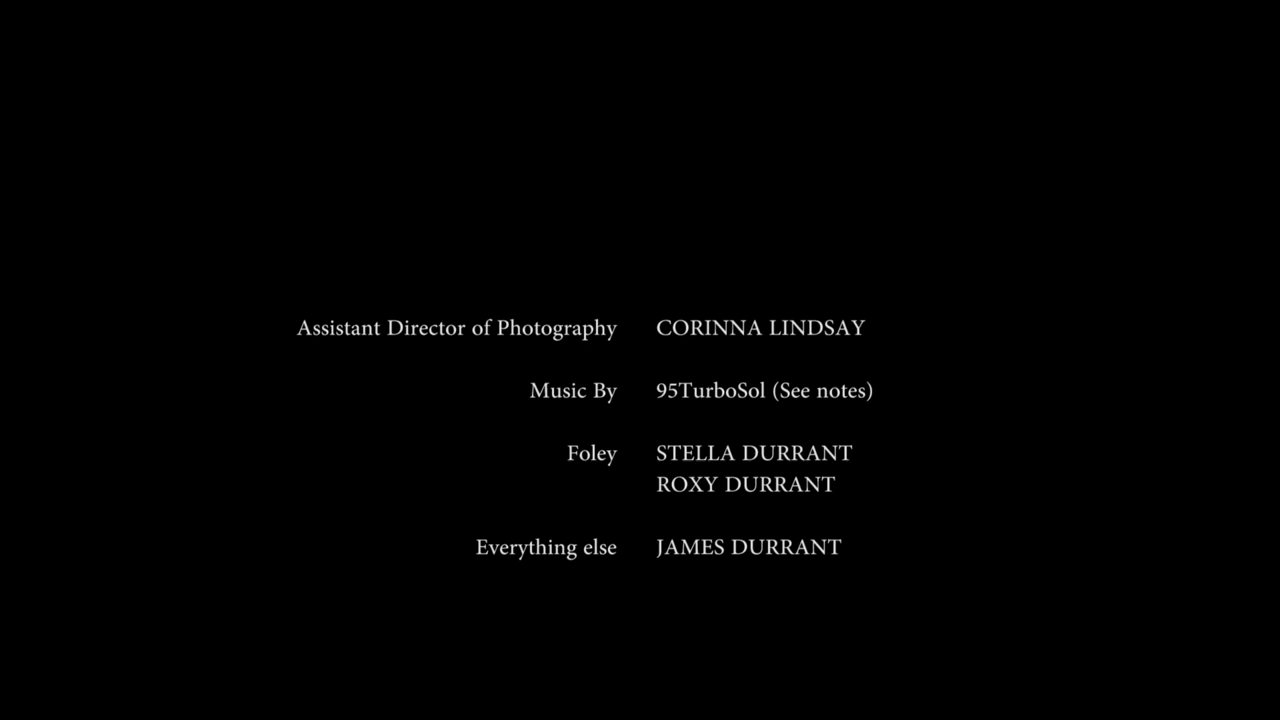 Assistant Director of Photography CORINNA LINDSAY
Music By 95TurboSol (See notes)
Foley STELLA DURRANT
ROXY DURRANT
Everything else JAMES DURRANT